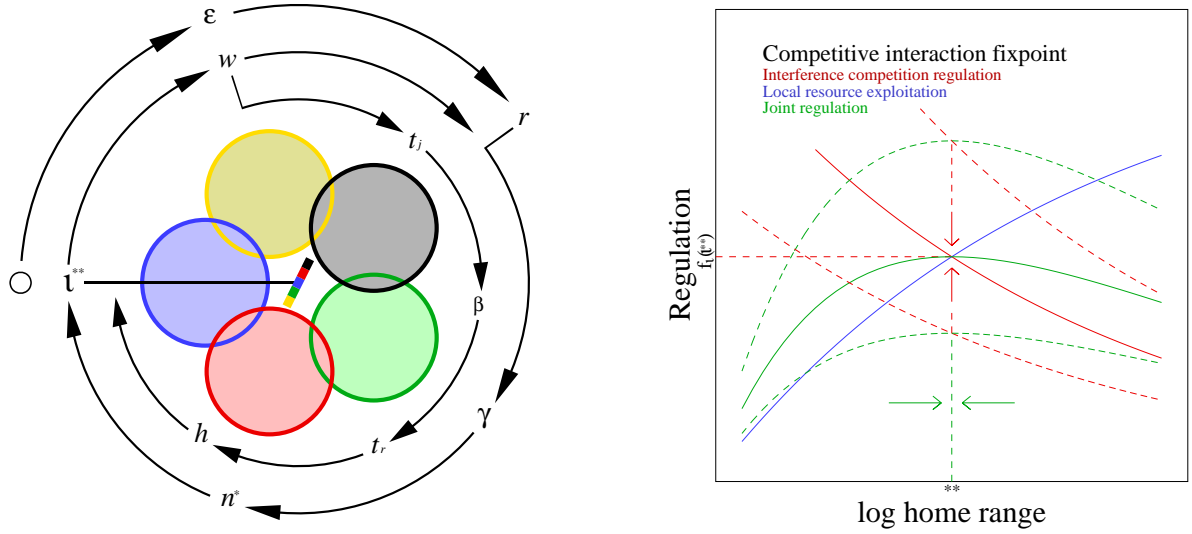 ε
w
r
t_j
ι**
β
h
t_r
γ
n*
Competitive interaction fixpoint
Interference competition regulation
Local resource exploitation
Joint regulation
Regulation
f_ι(ι**)
**
log home range